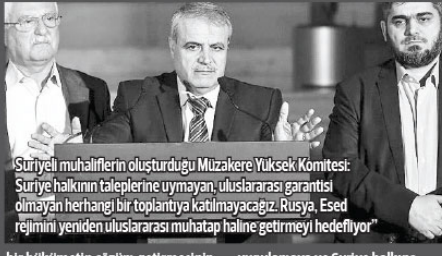 Suriyeli muhaliflerin oluşturduğu Müzakere Yüksek Komitesi:
Suriye halkının taleplerine uymayan, uluslararası garantisi
olmayan herhangi bir toplantıya katılmayacağız. Rusya, Esed
rejimini yeniden uluslararası muhatap haline getirmeyi hedefliyor”